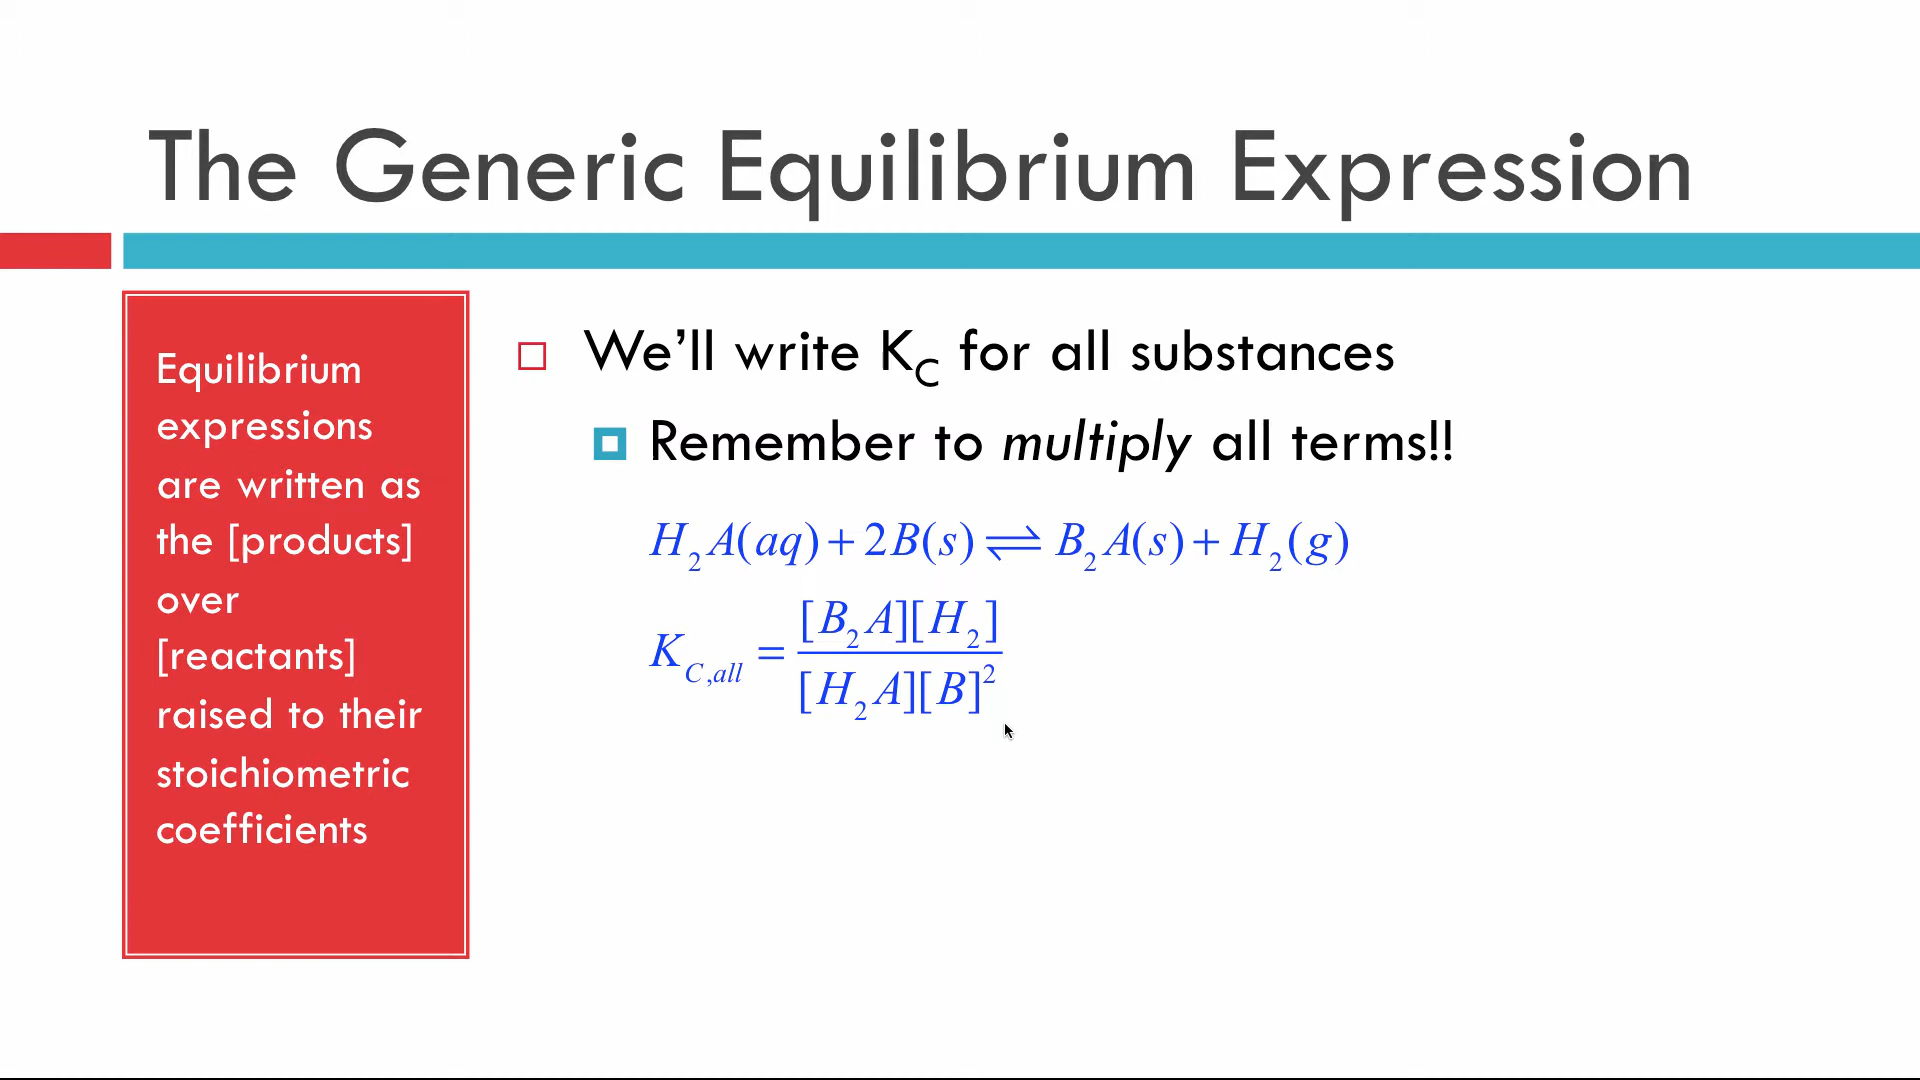 The Generic Equilibrium Expression
Equilibrium
expressions
are written as
the [products]
over
[reactants]
raised to their
stoichiometric
coefficients
We’ll write K_C for all substances
Remember to multiply all terms!!
H₂A(aq) + 2B(s) ⇌ B₂A(s) + H₂(g)
K_{C,all} = \frac{[B₂A][H₂]}{[H₂A][B]²}